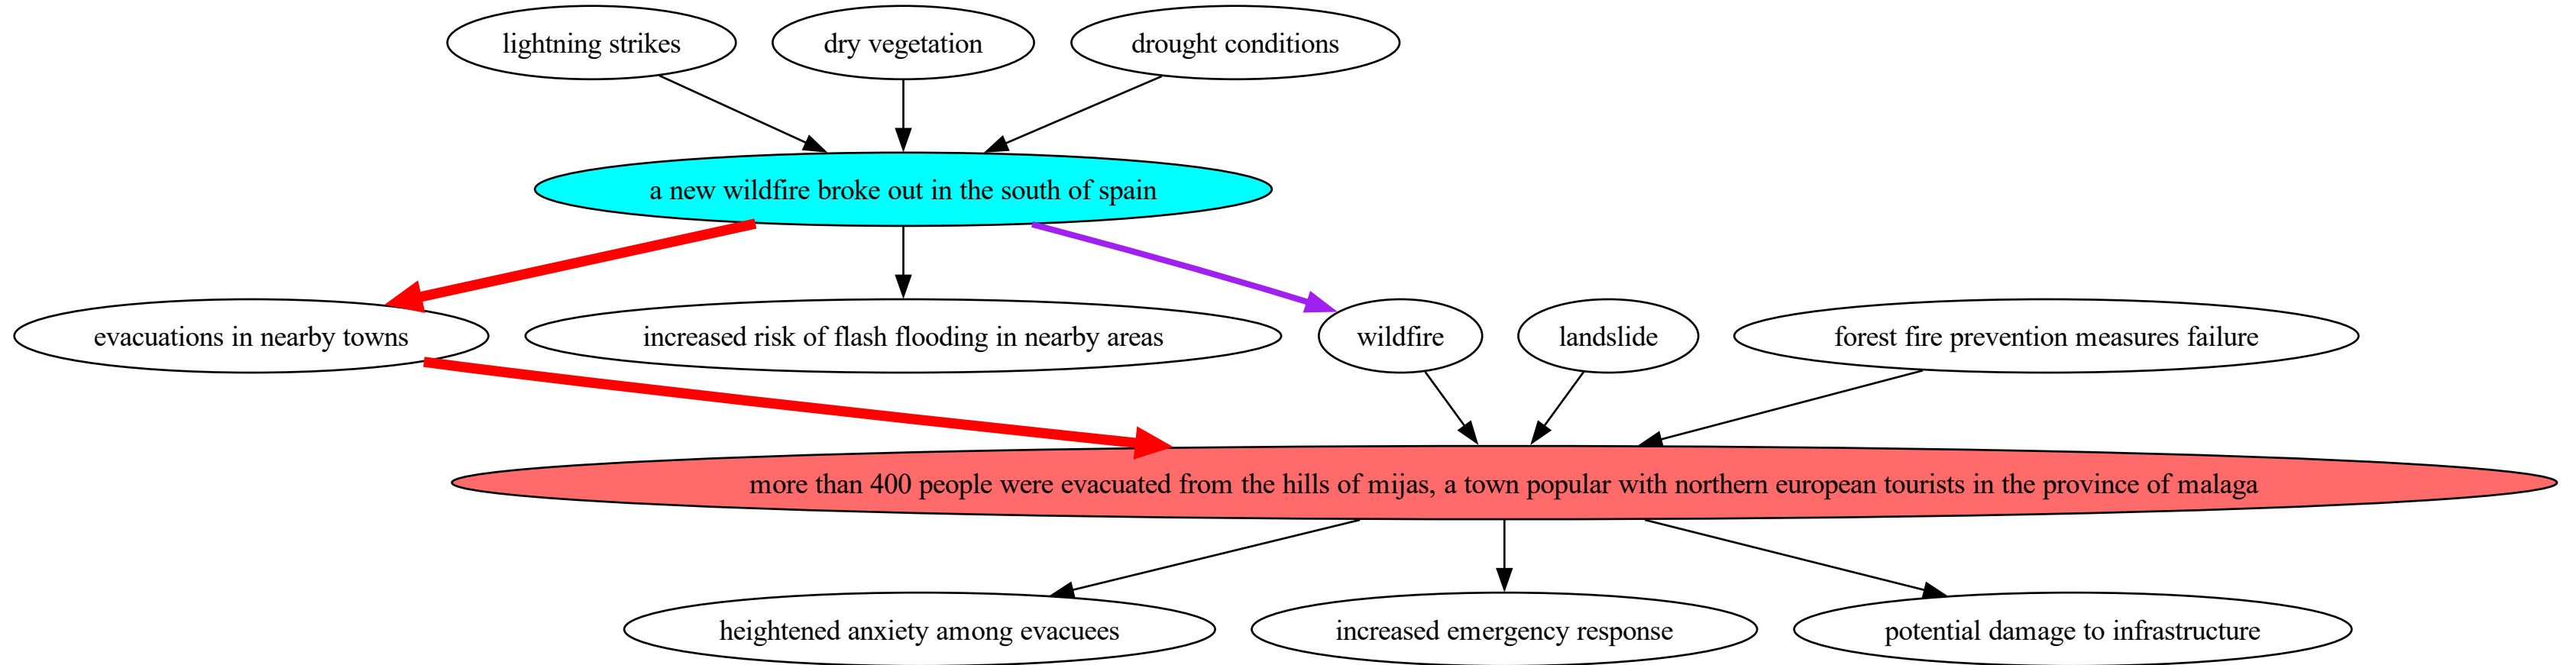 lightning strikes
dry vegetation
drought conditions
a new wildfire broke out in the south of spain
evacuations in nearby towns
increased risk of flash flooding in nearby areas
wildfire
landslide
forest fire prevention measures failure
more than 400 people were evacuated from the hills of mijas, a town popular with northern european tourists in the province of malaga
heightened anxiety among evacuees
increased emergency response
potential damage to infrastructure